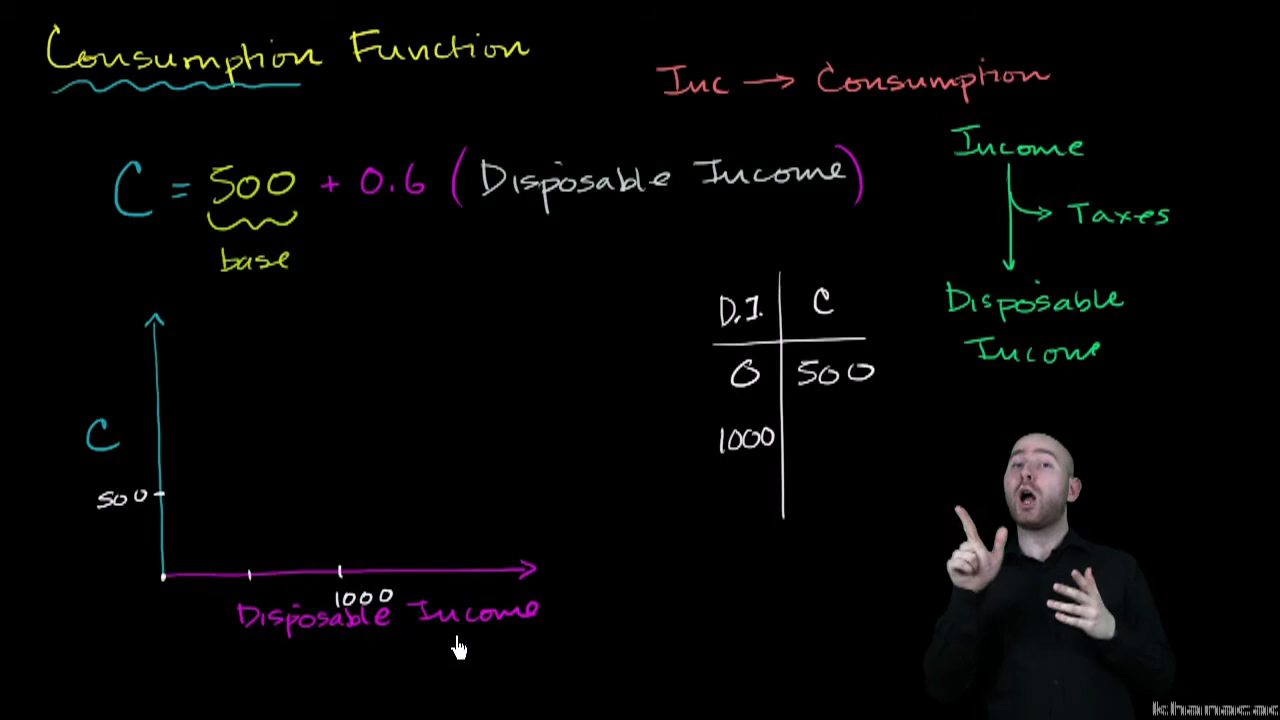 Consumption Function
Inc → Consumption
C = 500 + 0.6 (Disposable Income)
base
Income
Taxes
Disposable
Income
D.I. C
0 500
1000
C
500
1000
Disposable Income